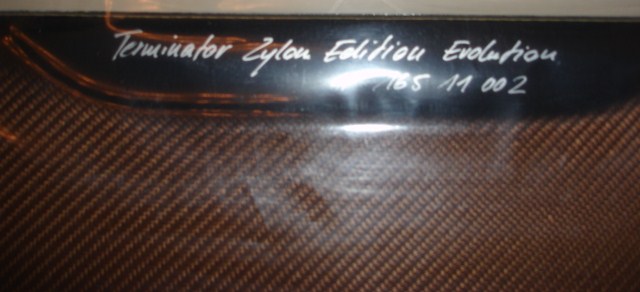 Terminator Zylon Edition Evolution
165 11 002